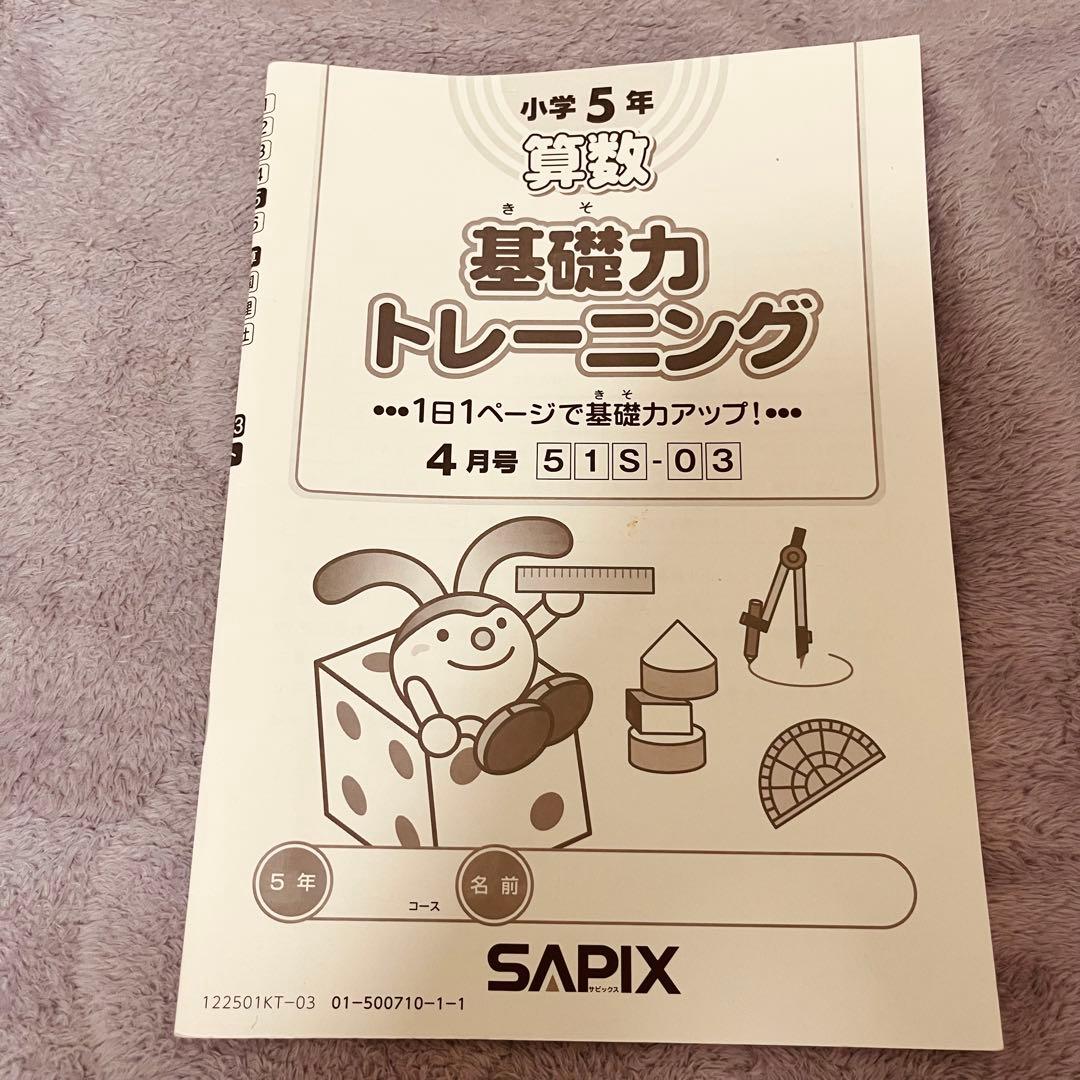 小学5年
算数
きそ
基礎力
トレーニング
•••1日1ページで基礎力アップ!•••
きそ
4月号 51S-03
5年
コース
名前
SAPIX
サピックス
122501KT-03 01-500710-1-1